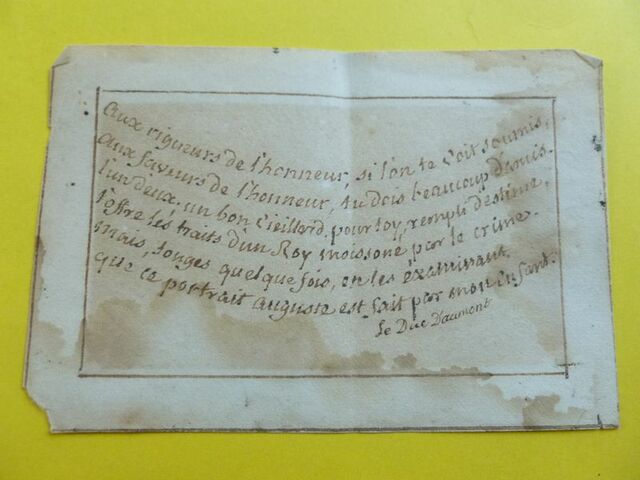 aux rigueurs de l'honneur, si l'on te voit soumis,
aux faveurs de l'honneur, tu dois beaucoup d'amis.
l'un deux, un bon vieillard, pour toy, rempli d'estime,
t'offre les traits d'un Roy moissoné par le crime.
mais, songes quelque fois, en les éxaminant,
que ce portrait auguste est fait par mon Enfant.
le Duc D'aumont